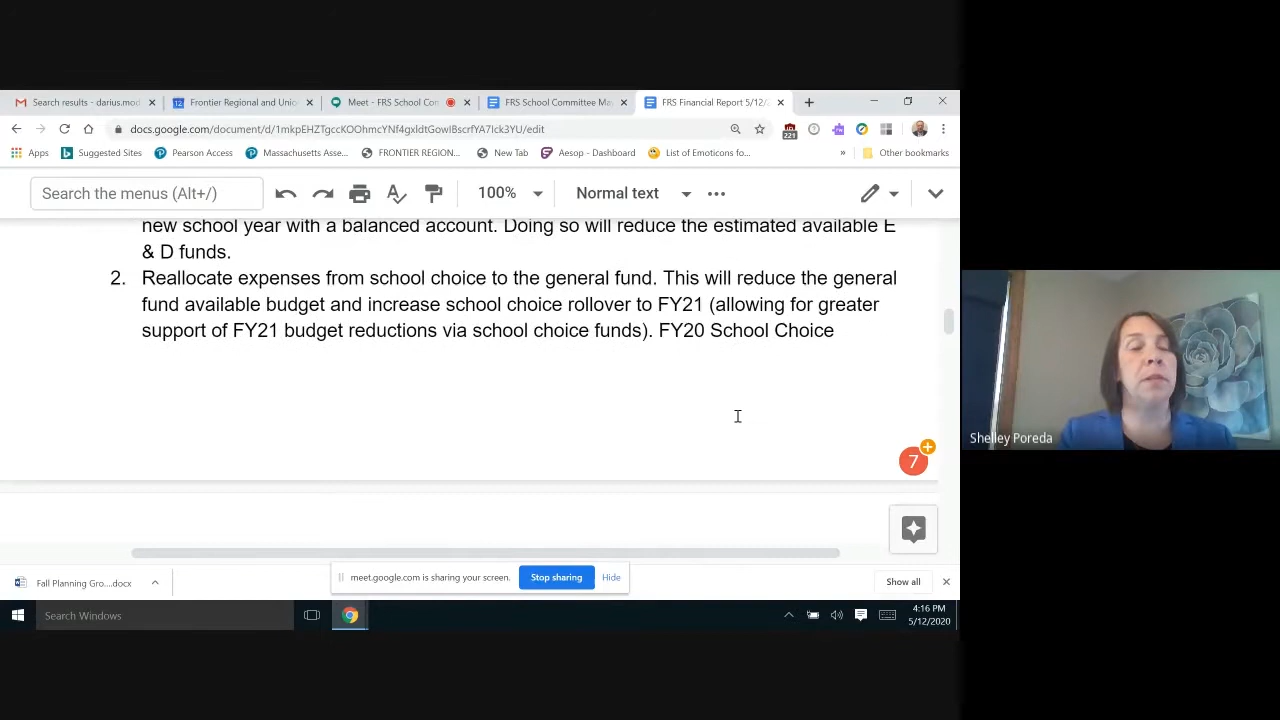 Search results - darius.mod
Frontier Regional and Unio
Meet - FRS School Con
FRS School Committee Ma
FRS Financial Report 5/12/2
docs.google.com/document/d/1mkpEHZTgccKOOhmcYNf4gxldtGowIBscrfYA7Ick3YU/edit
221
Apps
Suggested Sites
Pearson Access
Massachusetts Asse...
FRONTIER REGION...
New Tab
Aesop - Dashboard
List of Emoticons fo...
»
Other bookmarks
Search the menus (Alt+/)
100%
Normal text
new school year with a balanced account. Doing so will reduce the estimated available E
& D funds.
2. Reallocate expenses from school choice to the general fund. This will reduce the general
fund available budget and increase school choice rollover to FY21 (allowing for greater
support of FY21 budget reductions via school choice funds). FY20 School Choice
Shelley Poreda
7
meet.google.com is sharing your screen.
Stop sharing
Hide
Fall Planning Gro....docx
Show all
Search Windows
4:16 PM
5/12/2020